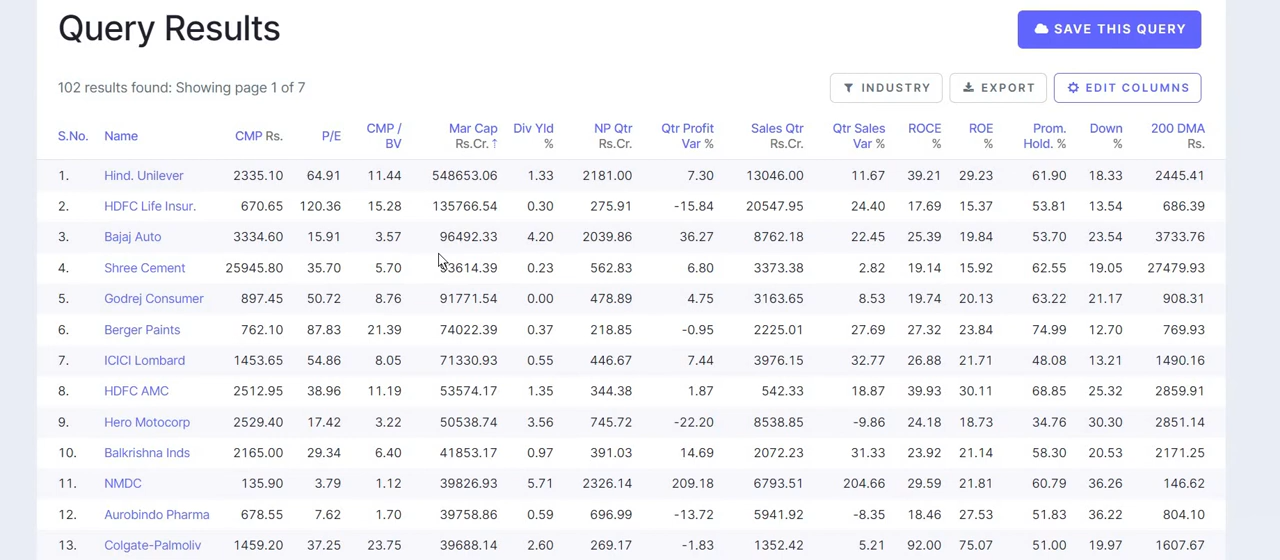 Query Results
SAVE THIS QUERY
102 results found: Showing page 1 of 7
INDUSTRY
EXPORT
EDIT COLUMNS
S.No. Name CMP Rs. P/E CMP / BV Mar Cap Rs.Cr. ↑ Div Yld % NP Qtr Rs.Cr. Qtr Profit Var % Sales Qtr Rs.Cr. Qtr Sales Var % ROCE % ROE % Prom. Hold. % Down % 200 DMA Rs.
1. Hind. Unilever 2335.10 64.91 11.44 548653.06 1.33 2181.00 7.30 13046.00 11.67 39.21 29.23 61.90 18.33 2445.41
2. HDFC Life Insur. 670.65 120.36 15.28 135766.54 0.30 275.91 -15.84 20547.95 24.40 17.69 15.37 53.81 13.54 686.39
3. Bajaj Auto 3334.60 15.91 3.57 96492.33 4.20 2039.86 36.27 8762.18 22.45 25.39 19.84 53.70 23.54 3733.76
4. Shree Cement 25945.80 35.70 5.70 93614.39 0.23 562.83 6.80 3373.38 2.82 19.14 15.92 62.55 19.05 27479.93
5. Godrej Consumer 897.45 50.72 8.76 91771.54 0.00 478.89 4.75 3163.65 8.53 19.74 20.13 63.22 21.17 908.31
6. Berger Paints 762.10 87.83 21.39 74022.39 0.37 218.85 -0.95 2225.01 27.69 27.32 23.84 74.99 12.70 769.93
7. ICICI Lombard 1453.65 54.86 8.05 71330.93 0.55 446.67 7.44 3976.15 32.77 26.88 21.71 48.08 13.21 1490.16
8. HDFC AMC 2512.95 38.96 11.19 53574.17 1.35 344.38 1.87 542.33 18.87 39.93 30.11 68.85 25.32 2859.91
9. Hero Motocorp 2529.40 17.42 3.22 50538.74 3.56 745.72 -22.20 8538.85 -9.86 24.18 18.73 34.76 30.30 2851.14
10. Balkrishna Inds 2165.00 29.34 6.40 41853.17 0.97 391.03 14.69 2072.23 31.33 23.92 21.14 58.30 20.53 2171.25
11. NMDC 135.90 3.79 1.12 39826.93 5.71 2326.14 209.18 6793.51 204.66 29.59 21.81 60.79 36.26 146.62
12. Aurobindo Pharma 678.55 7.62 1.70 39758.86 0.59 696.99 -13.72 5941.92 -8.35 18.46 27.53 51.83 36.22 804.10
13. Colgate-Palmoliv 1459.20 37.25 23.75 39688.14 2.60 269.17 -1.83 1352.42 5.21 92.00 75.07 51.00 19.97 1607.67